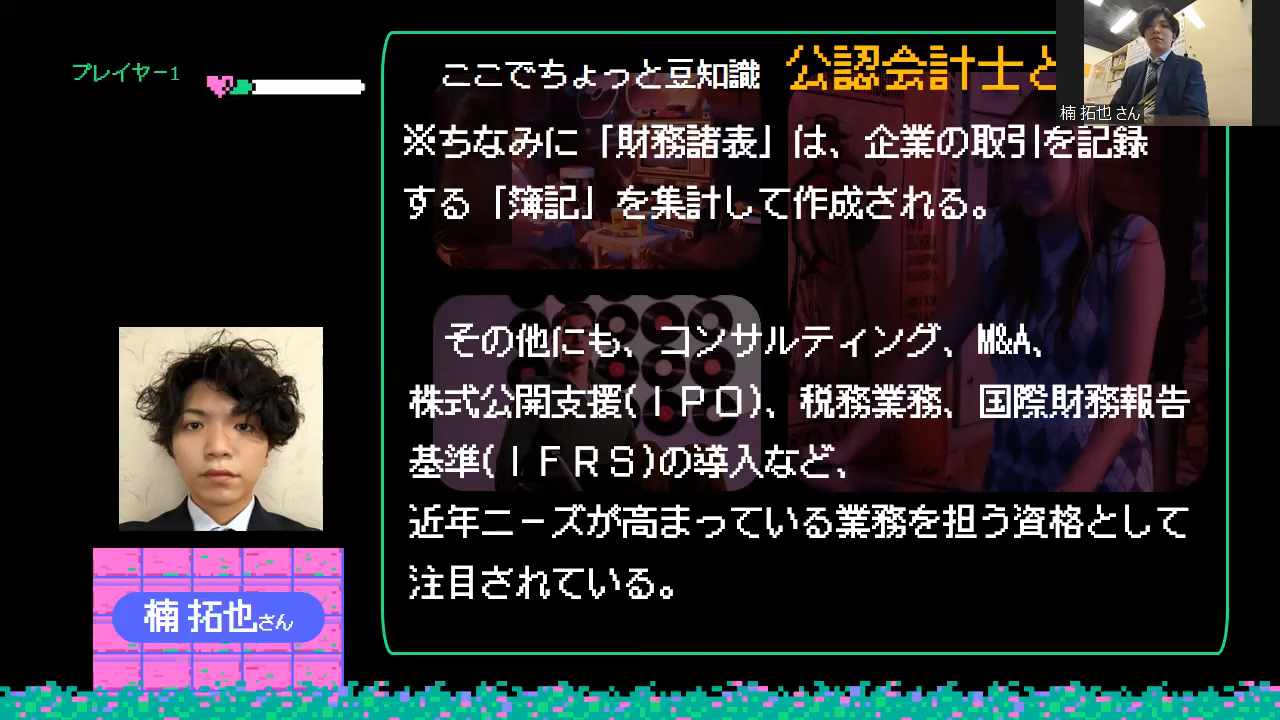 プレイヤー1
ここでちょっと豆知識 公認会計士と
楠 拓也 さん
※ちなみに「財務諸表」は、企業の取引を記録
する「簿記」を集計して作成される。
その他にも、コンサルティング、M&A、
株式公開支援(ＩＰＯ)、税務業務、国際財務報告
基準(ＩＦＲＳ)の導入など、
近年ニーズが高まっている業務を担う資格として
注目されている。
楠 拓也さん